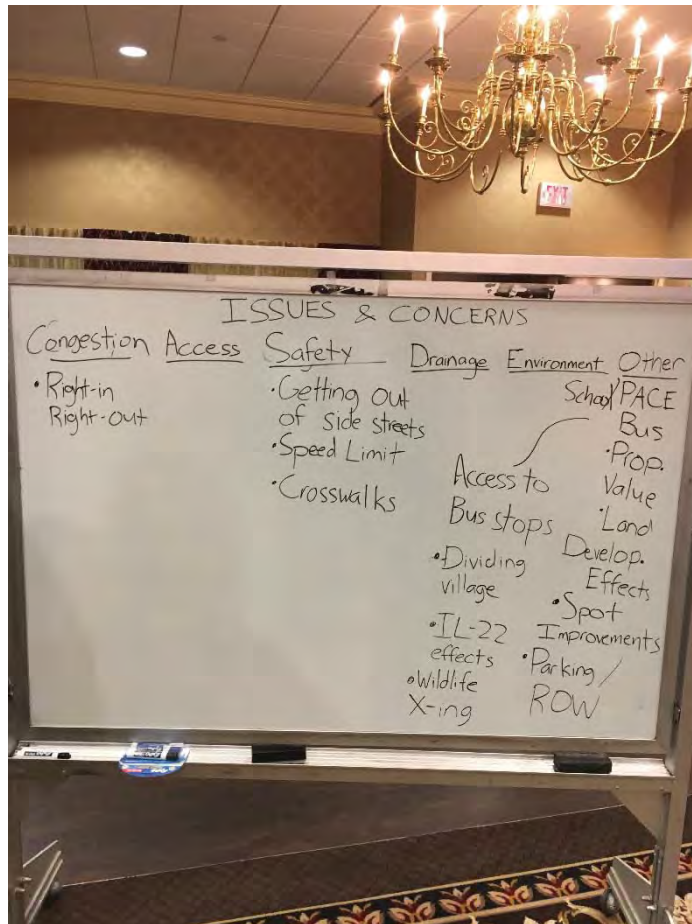 EXIT
ISSUES & CONCERNS
Congestion Access Safety Drainage Environment Other
• Right-in
Right-out
• Getting out
of side streets
• Speed Limit
• Crosswalks
School/PACE
Bus
Access to
Bus stops
• Prop.
Value
• Land
Develop.
Effects
• Spot
Improvements
• Parking /
ROW
• Dividing
village
• IL-22
effects
• Wildlife
X-ing